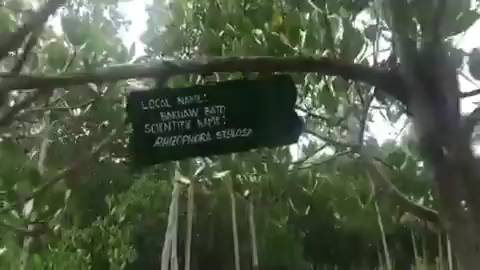 LOCAL NAME:
BAKHAW BATO
SCIENTIFIC NAME:
RHIZOPHORA STYLOSA